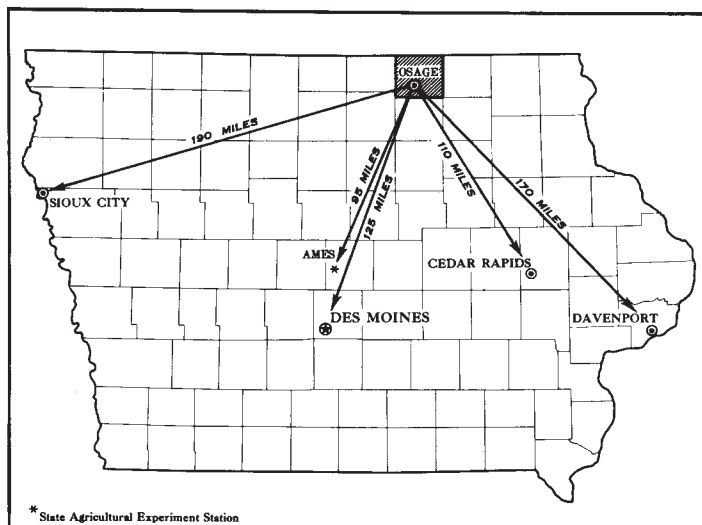 OSAGE
190 MILES
95 MILES
125 MILES
110 MILES
170 MILES
SIOUX CITY
AMES
*
CEDAR RAPIDS
DES MOINES
DAVENPORT
* State Agricultural Experiment Station